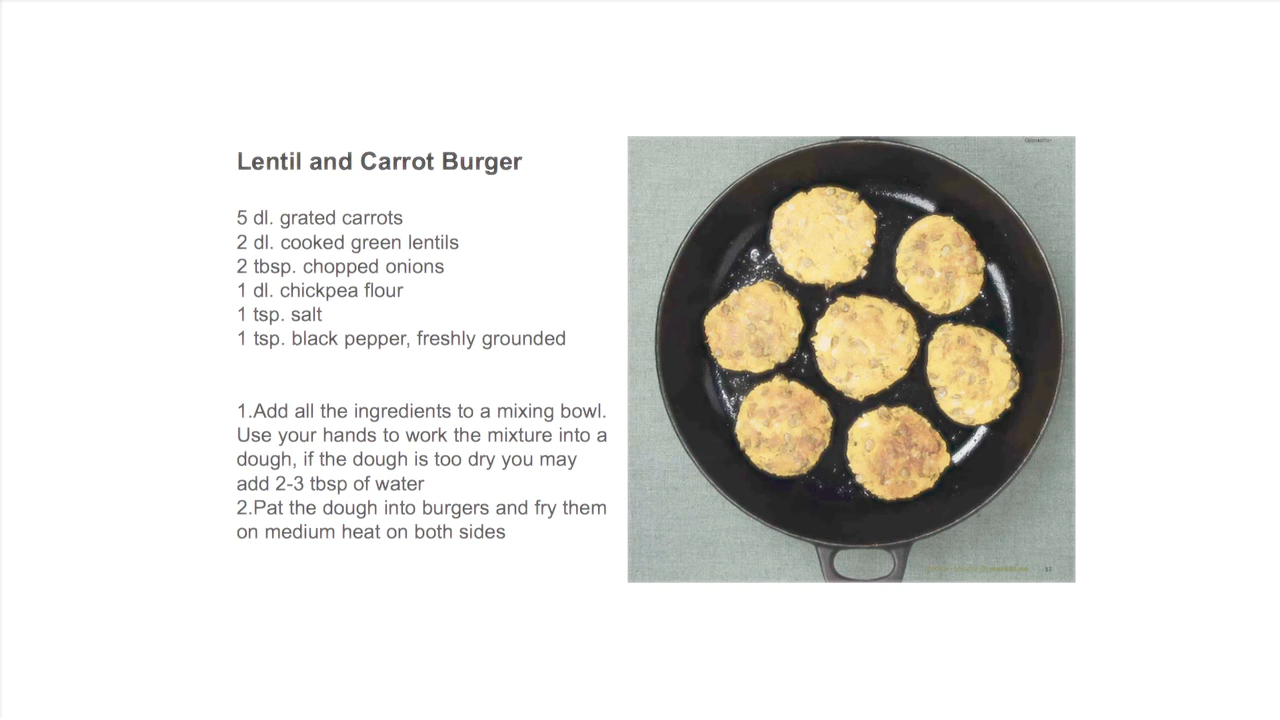 Lentil and Carrot Burger
5 dl. grated carrots
2 dl. cooked green lentils
2 tbsp. chopped onions
1 dl. chickpea flour
1 tsp. salt
1 tsp. black pepper, freshly grounded
1.Add all the ingredients to a mixing bowl.
Use your hands to work the mixture into a
dough, if the dough is too dry you may
add 2-3 tbsp of water
2.Pat the dough into burgers and fry them
on medium heat on both sides